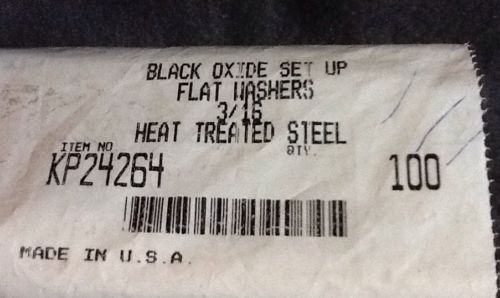 BLACK OXIDE SET UP
FLAT WASHERS
3/16
HEAT TREATED STEEL
ITEM NO QTY.
KP24264 100
MADE IN U.S.A.